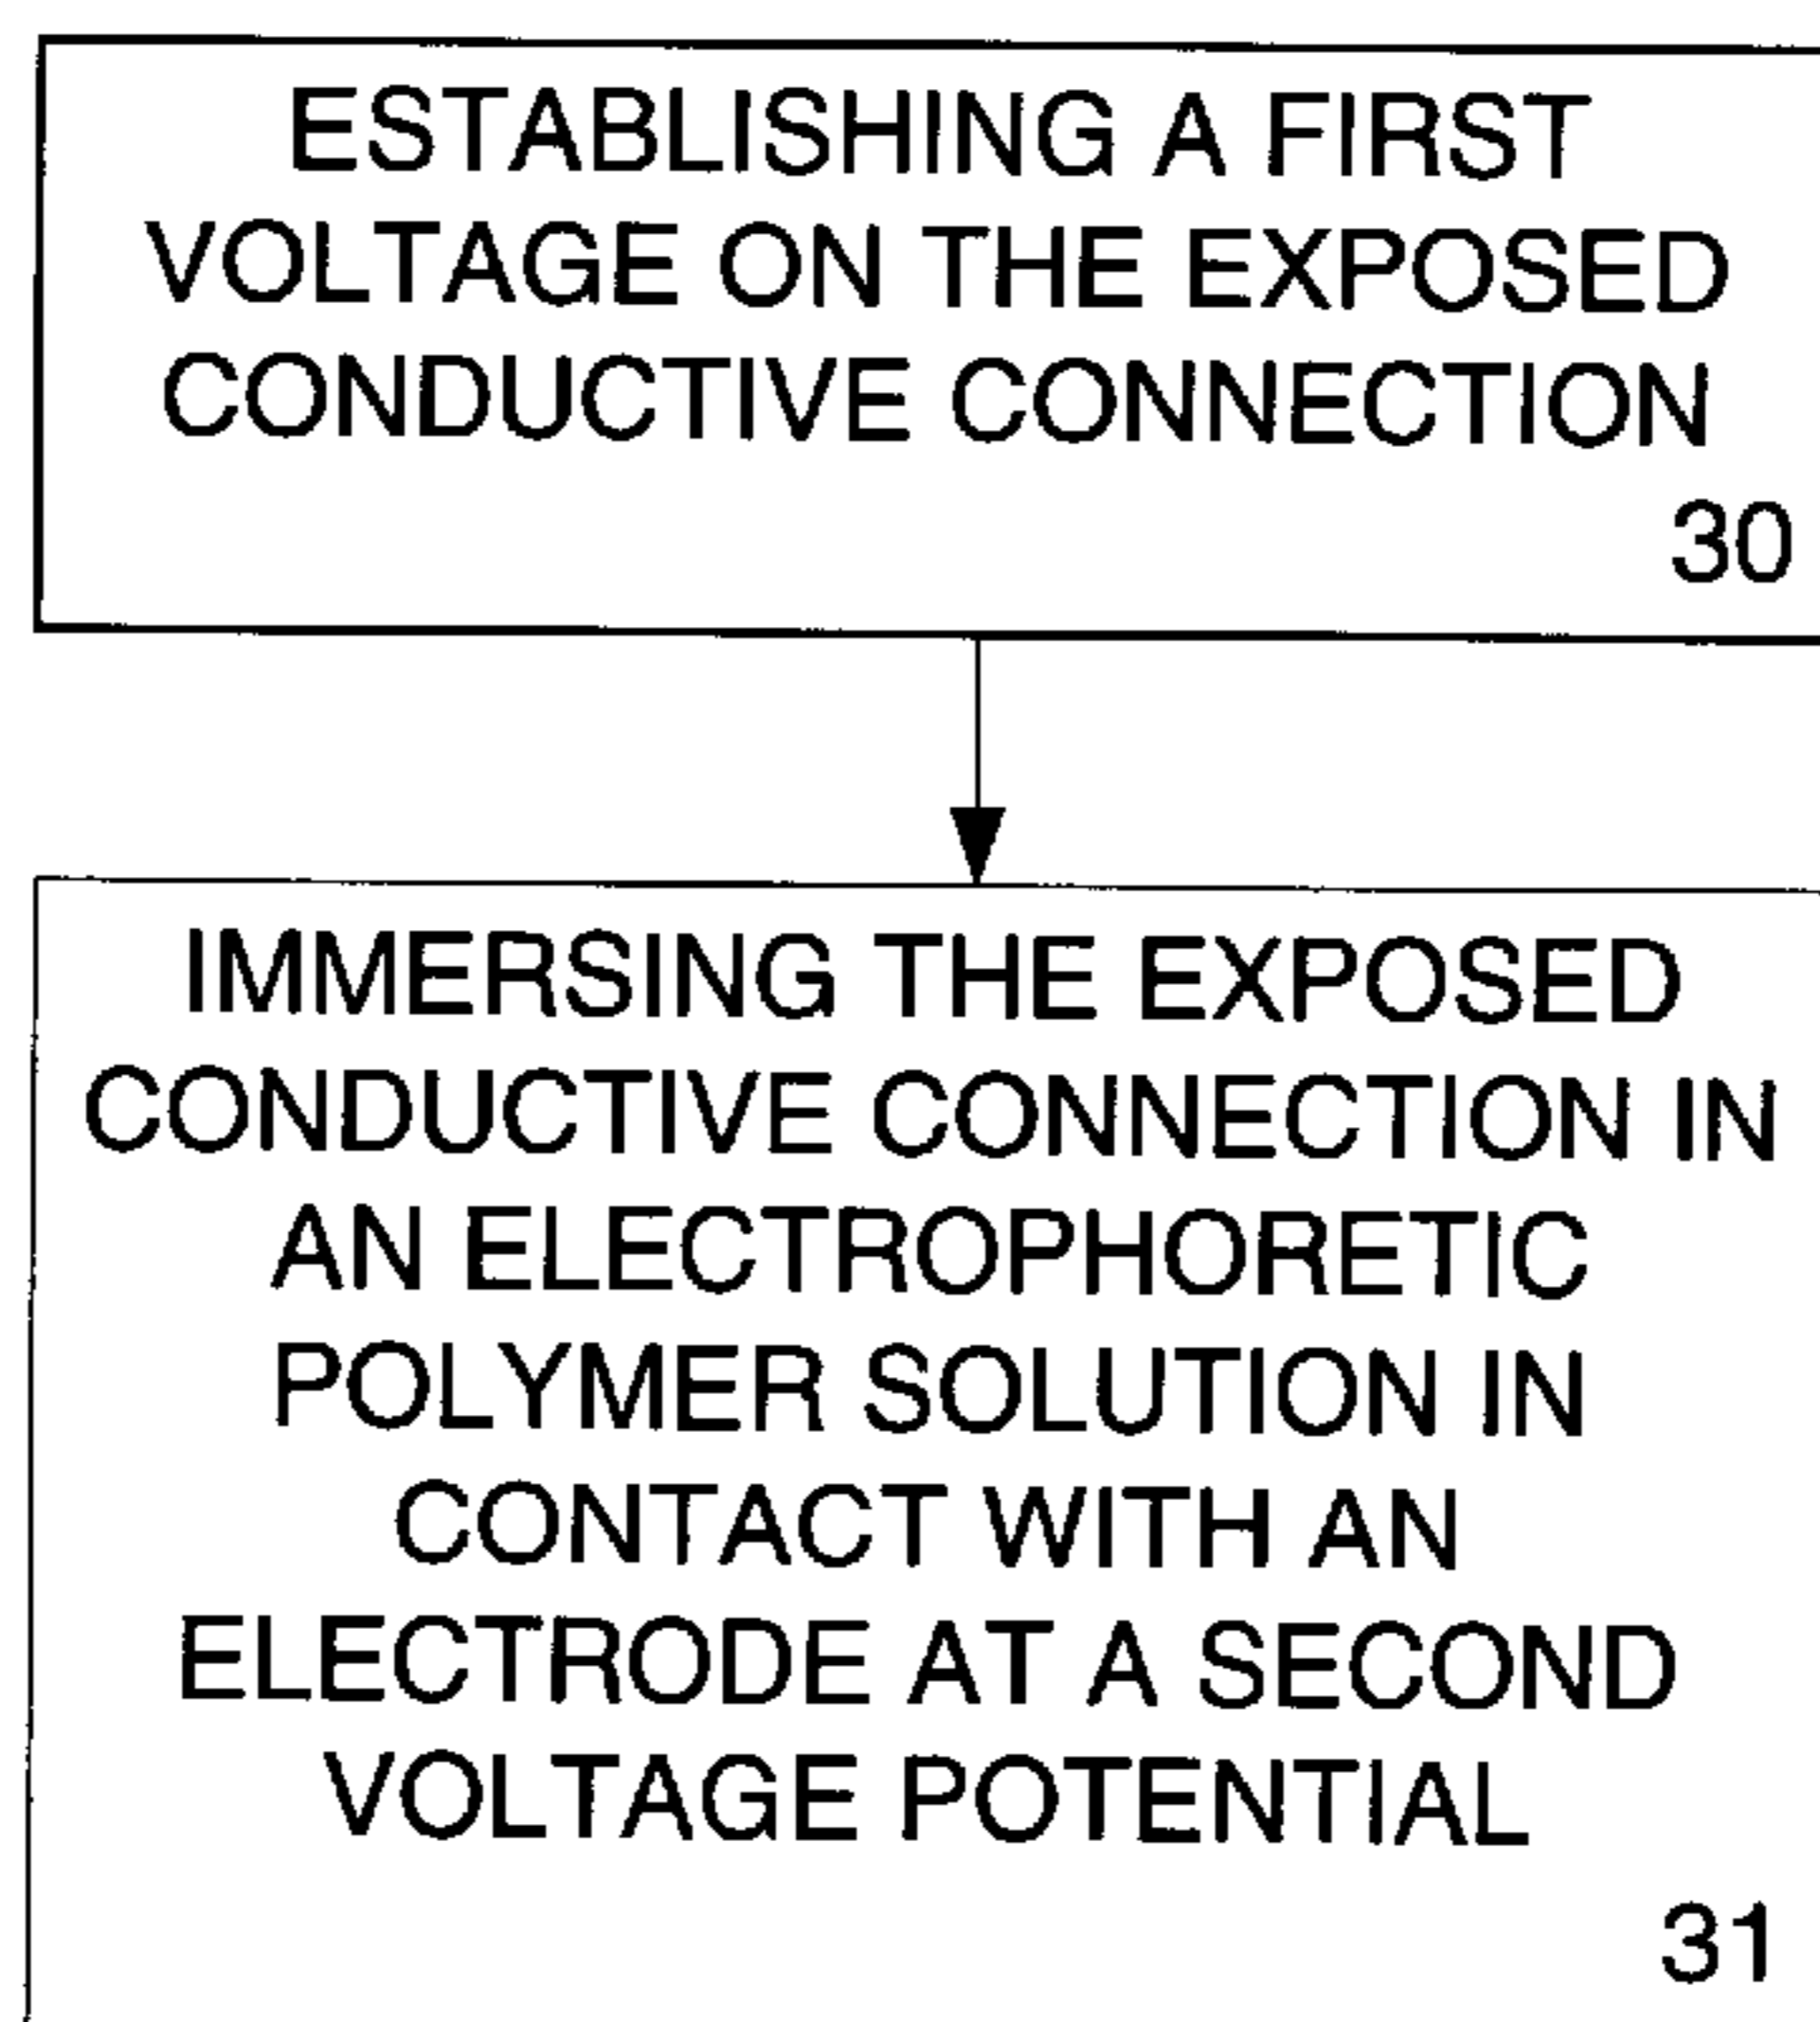 ESTABLISHING A FIRST
VOLTAGE ON THE EXPOSED
CONDUCTIVE CONNECTION
30
IMMERSING THE EXPOSED
CONDUCTIVE CONNECTION IN
AN ELECTROPHORETIC
POLYMER SOLUTION IN
CONTACT WITH AN
ELECTRODE AT A SECOND
VOLTAGE POTENTIAL
31